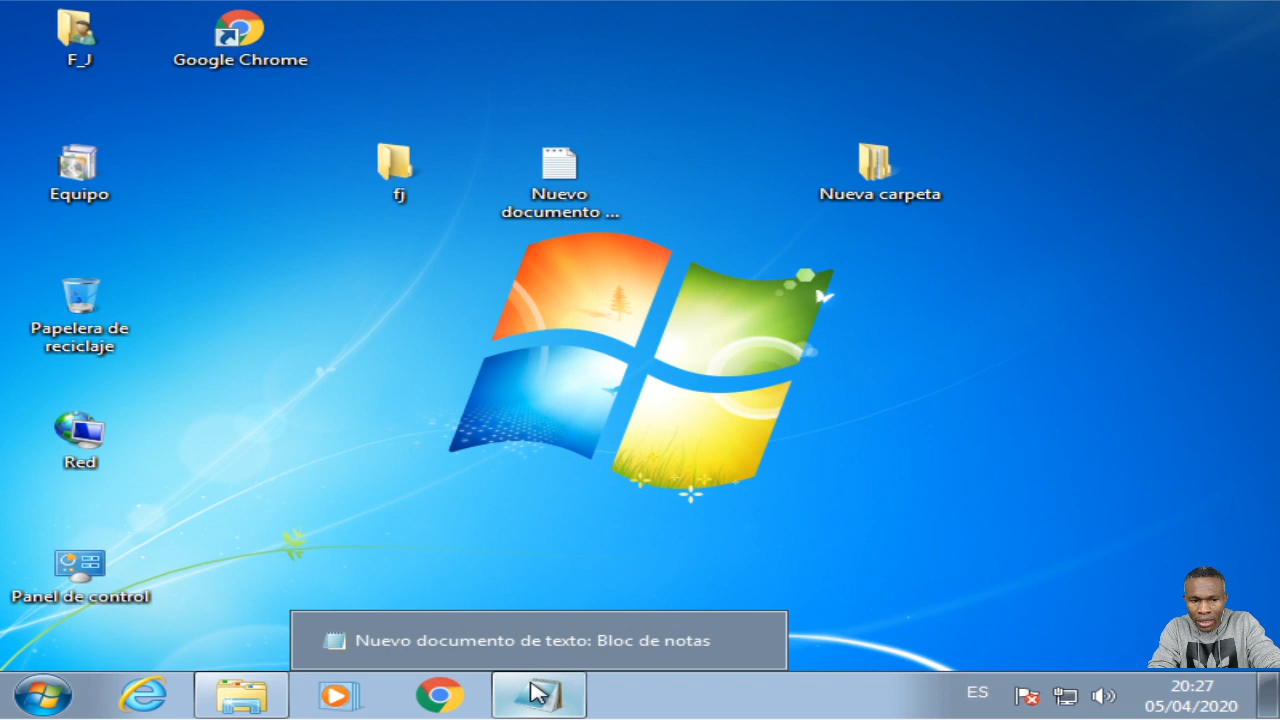 F_J
Google Chrome
Equipo
fj
Nuevo
documento ...
Nueva carpeta
Papelera de
reciclaje
Red
Panel de control
Nuevo documento de texto: Bloc de notas
ES
20:27
05/04/2020